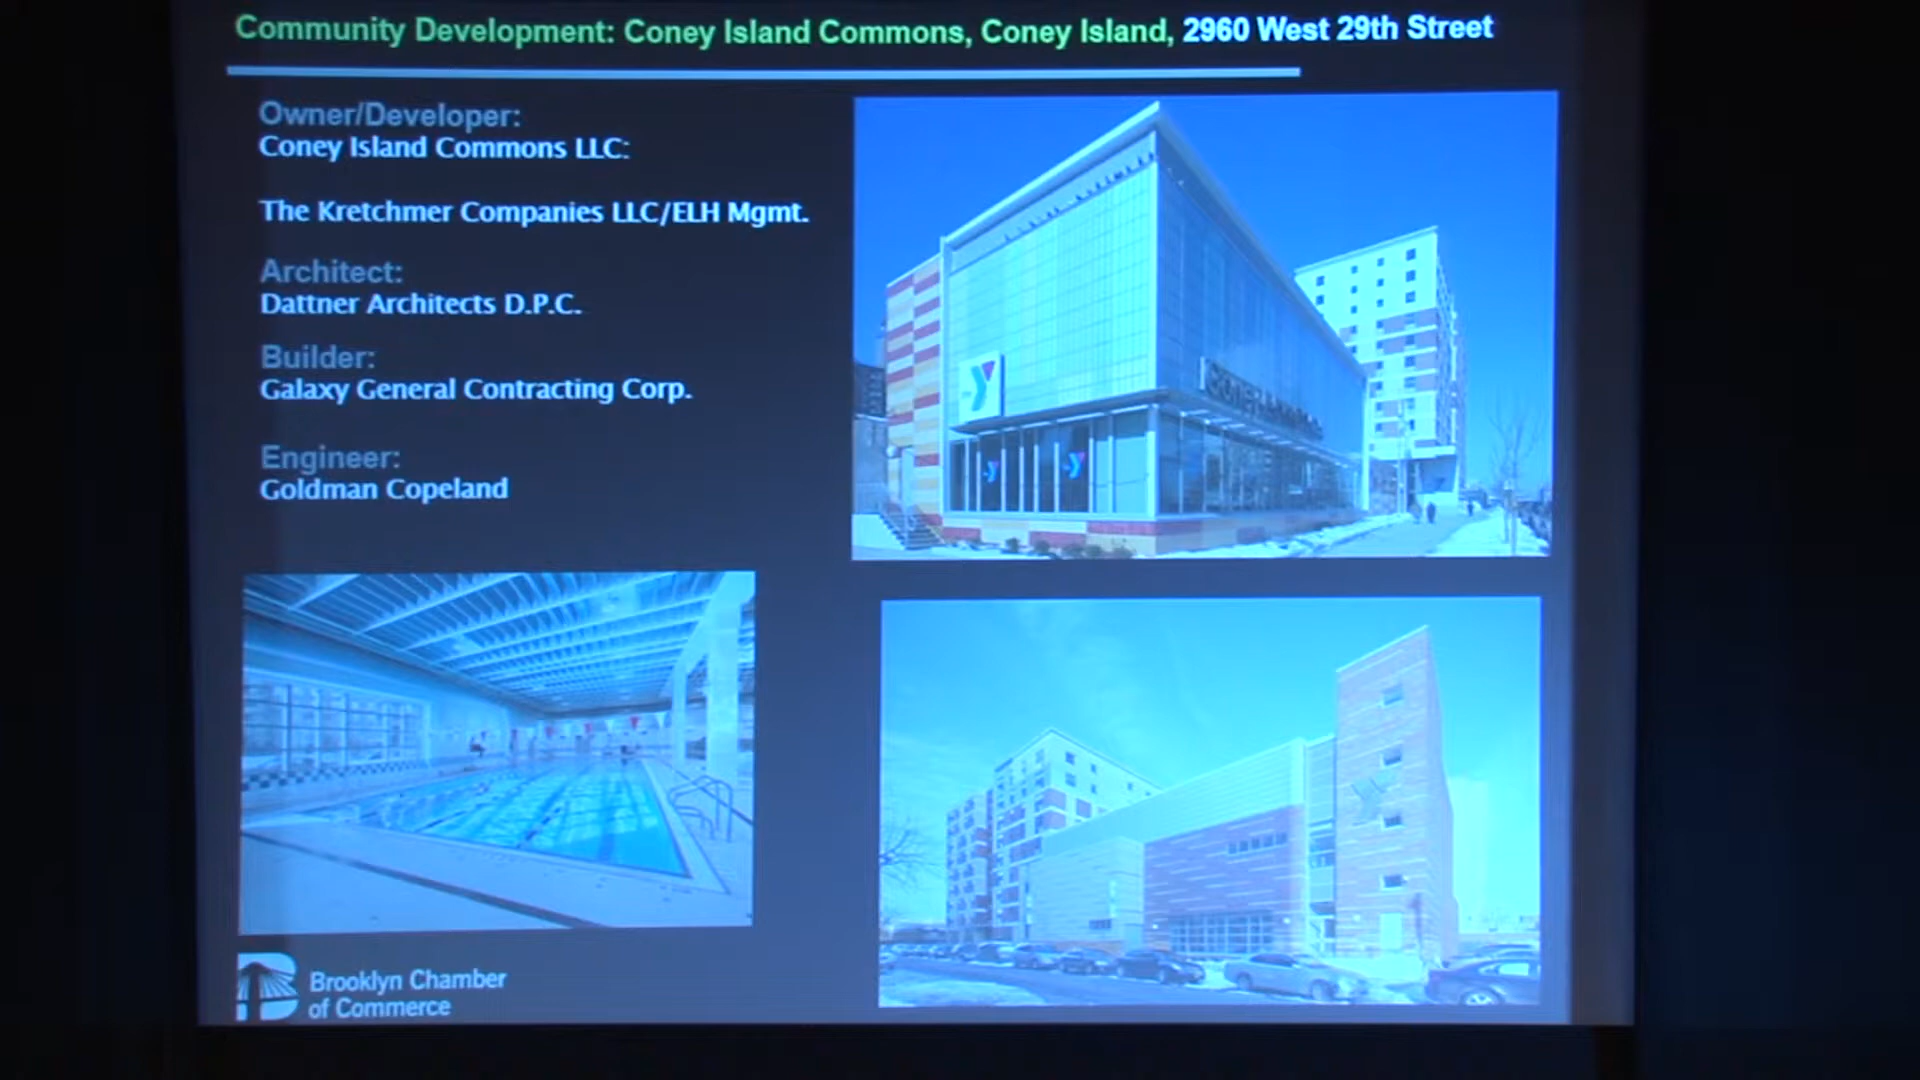 Community Development: Coney Island Commons, Coney Island, 2960 West 29th Street
Owner/Developer:
Coney Island Commons LLC:
The Kretchmer Companies LLC/ELH Mgmt.
Architect:
Dattner Architects D.P.C.
Builder:
Galaxy General Contracting Corp.
Engineer:
Goldman Copeland
Brooklyn Chamber
of Commerce